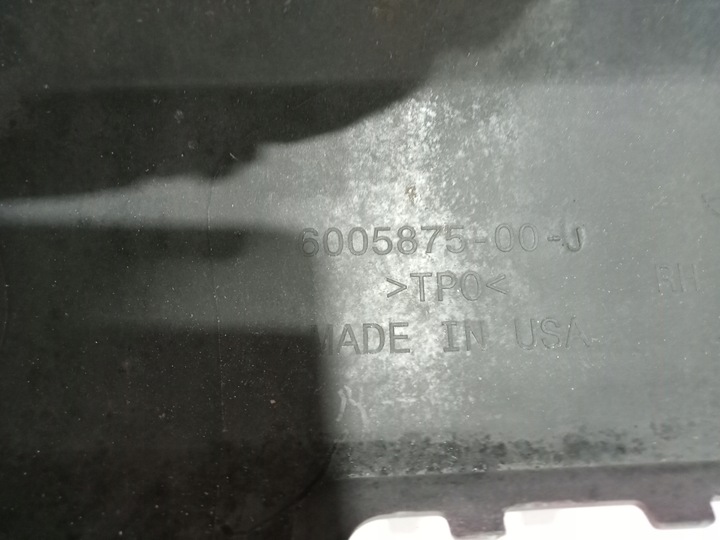 6005875-00-J
>TPO<
RH
MADE IN USA